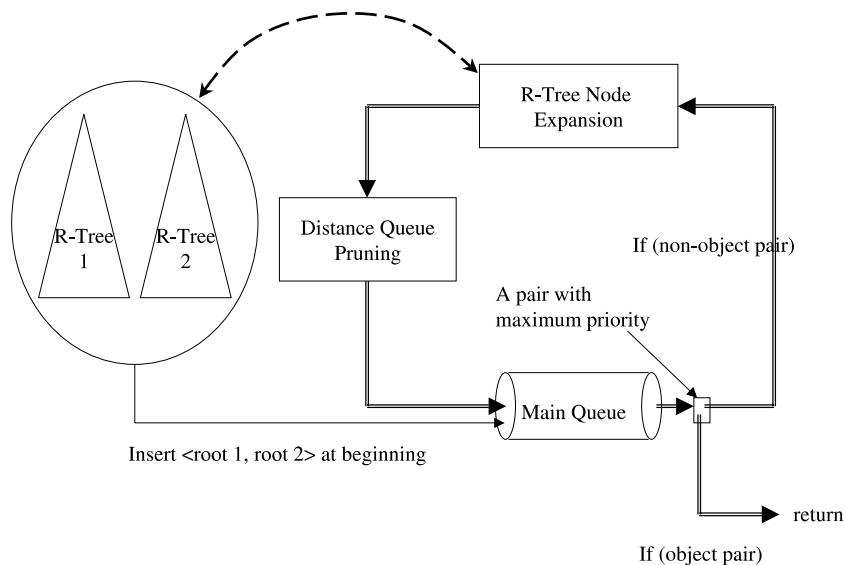 R-Tree Node
Expansion
R-Tree
1
R-Tree
2
Distance Queue
Pruning
If (non-object pair)
A pair with
maximum priority
Main Queue
Insert <root 1, root 2> at beginning
return
If (object pair)